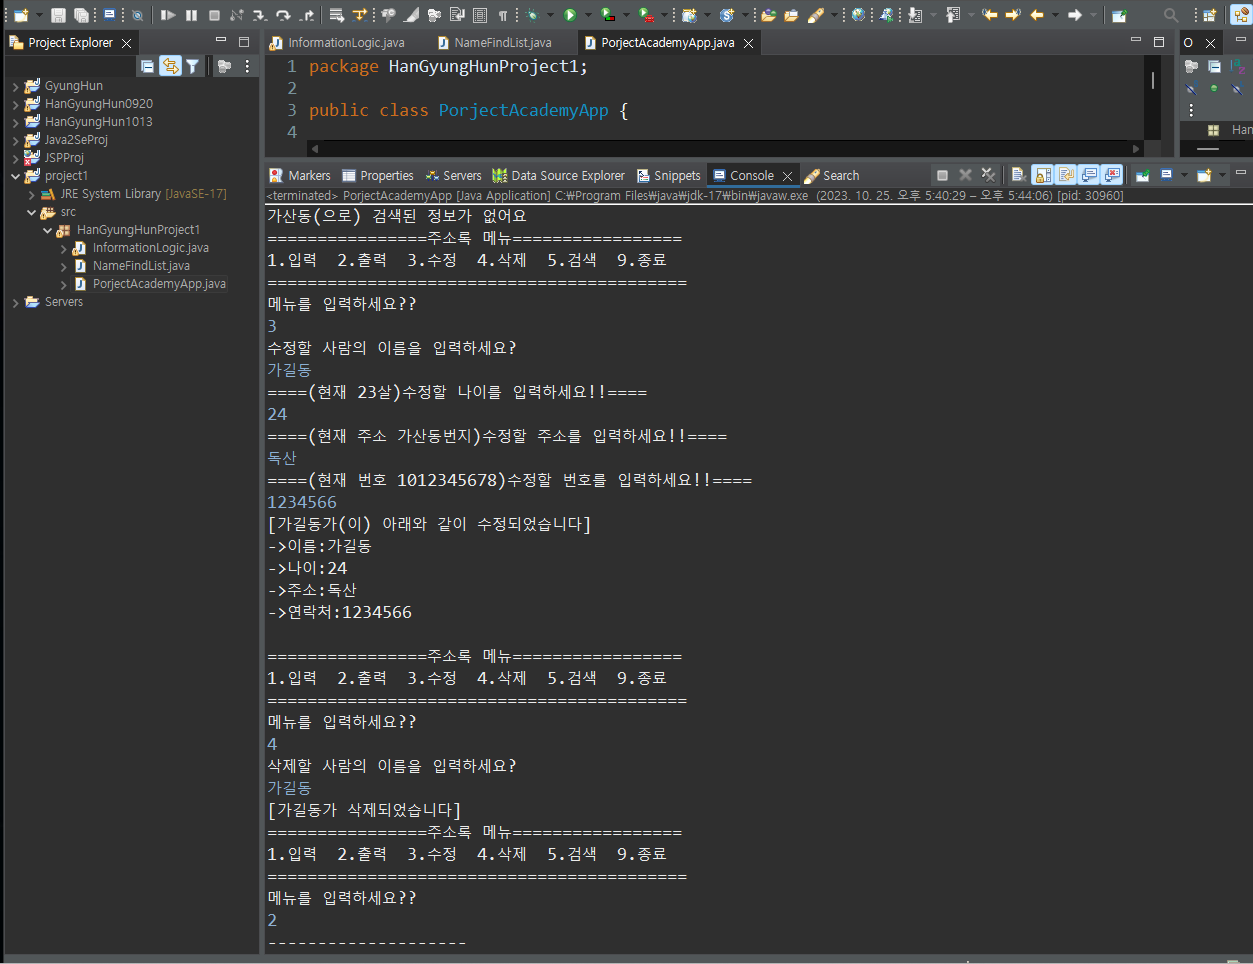 Project Explorer
GyungHun
HanGyungHun0920
HanGyungHun1013
Java2SeProj
JSPProj
project1
JRE System Library [JavaSE-17]
src
HanGyungHunProject1
InformationLogic.java
NameFindList.java
PorjectAcademyApp.java
Servers
InformationLogic.java NameFindList.java PorjectAcademyApp.java
1 package HanGyungHunProject1;
2
3 public class PorjectAcademyApp {
4
O
Han
Markers Properties Servers Data Source Explorer Snippets Console Search
<terminated> PorjectAcademyApp [Java Application] C:₩Program Files₩java₩jdk-17₩bin₩javaw.exe (2023. 10. 25. 오후 5:40:29 – 오후 5:44:06) [pid: 30960]
가산동(으로) 검색된 정보가 없어요
================주소록 메뉴=================
1.입력 2.출력 3.수정 4.삭제 5.검색 9.종료
==========================================
메뉴를 입력하세요??
3
수정할 사람의 이름을 입력하세요?
가길동
====(현재 23살)수정할 나이를 입력하세요!!====
24
====(현재 주소 가산동번지)수정할 주소를 입력하세요!!====
독산
====(현재 번호 1012345678)수정할 번호를 입력하세요!!====
1234566
[가길동가(이) 아래와 같이 수정되었습니다]
->이름:가길동
->나이:24
->주소:독산
->연락처:1234566
================주소록 메뉴=================
1.입력 2.출력 3.수정 4.삭제 5.검색 9.종료
==========================================
메뉴를 입력하세요??
4
삭제할 사람의 이름을 입력하세요?
가길동
[가길동가 삭제되었습니다]
================주소록 메뉴=================
1.입력 2.출력 3.수정 4.삭제 5.검색 9.종료
==========================================
메뉴를 입력하세요??
2
--------------------